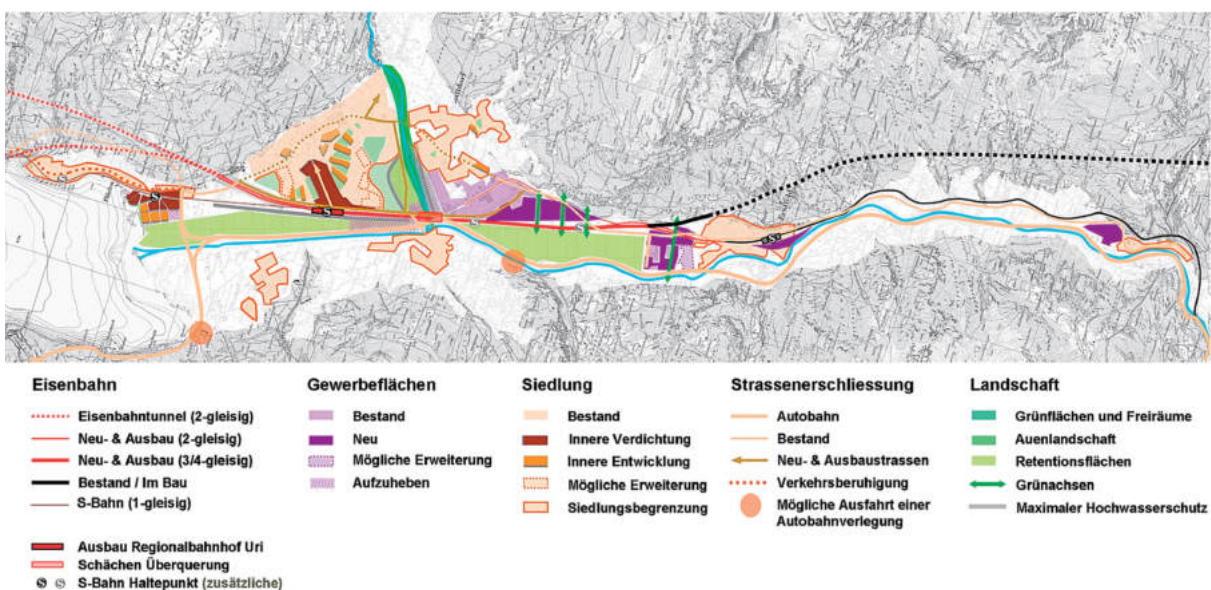 Eisenbahn
Eisenbahntunnel (2-gleisig)
Neu- & Ausbau (2-gleisig)
Neu- & Ausbau (3/4-gleisig)
Bestand / Im Bau
S-Bahn (1-gleisig)
Ausbau Regionalbahnhof Uri
Schächen Überquerung
S S S-Bahn Haltepunkt (zusätzliche)
Gewerbeflächen
Bestand
Neu
Mögliche Erweiterung
Aufzuheben
Siedlung
Bestand
Innere Verdichtung
Innere Entwicklung
Mögliche Erweiterung
Siedlungsbegrenzung
Strassenerschliessung
Autobahn
Bestand
Neu- & Ausbaustrassen
Verkehrsberuhigung
Mögliche Ausfahrt einer
Autobahnverlegung
Landschaft
Grünflächen und Freiräume
Auenlandschaft
Retentionsflächen
Grünachsen
Maximaler Hochwasserschutz